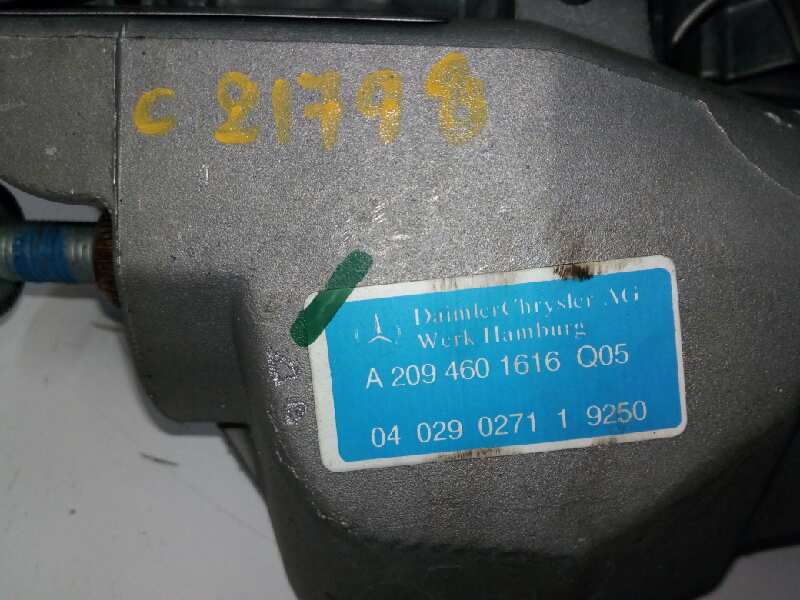 C 21798
DaimlerChrysler AG
Werk Hamburg
A 209 460 1616 Q05
04 029 0271 1 9250